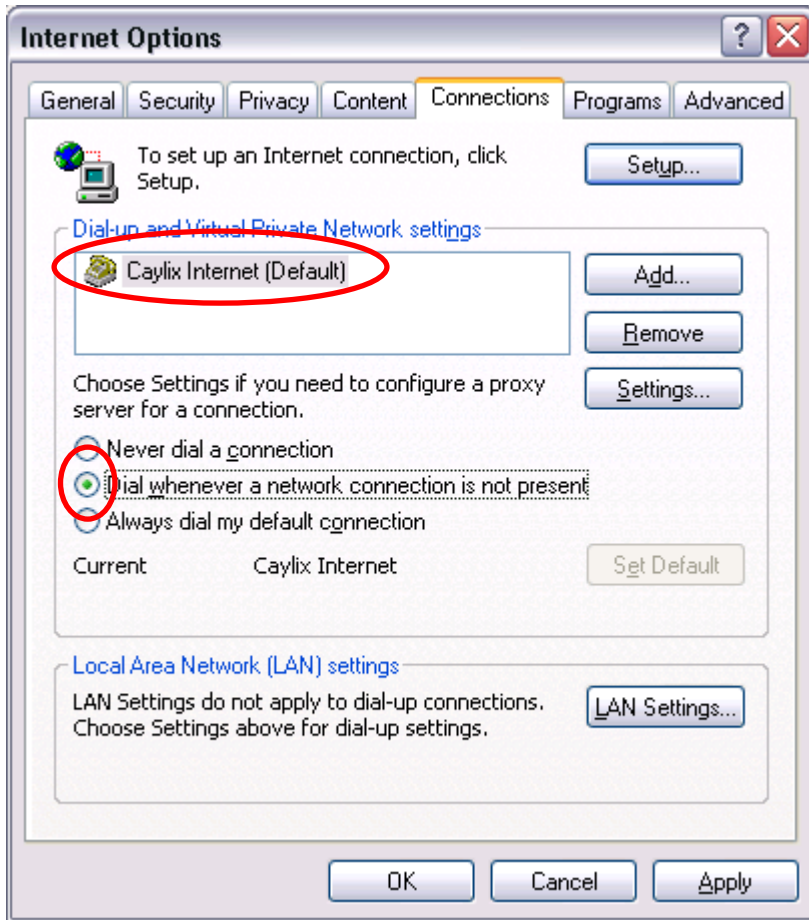 Internet Options
?
General Security Privacy Content Connections Programs Advanced
To set up an Internet connection, click
Setup.
Setup...
Dial-up and Virtual Private Network settings
Caylix Internet (Default)
Add...
Remove
Choose Settings if you need to configure a proxy
server for a connection.
Settings...
Never dial a connection
Dial whenever a network connection is not present
Always dial my default connection
Current Caylix Internet
Set Default
Local Area Network (LAN) settings
LAN Settings do not apply to dial-up connections.
Choose Settings above for dial-up settings.
LAN Settings...
OK Cancel Apply